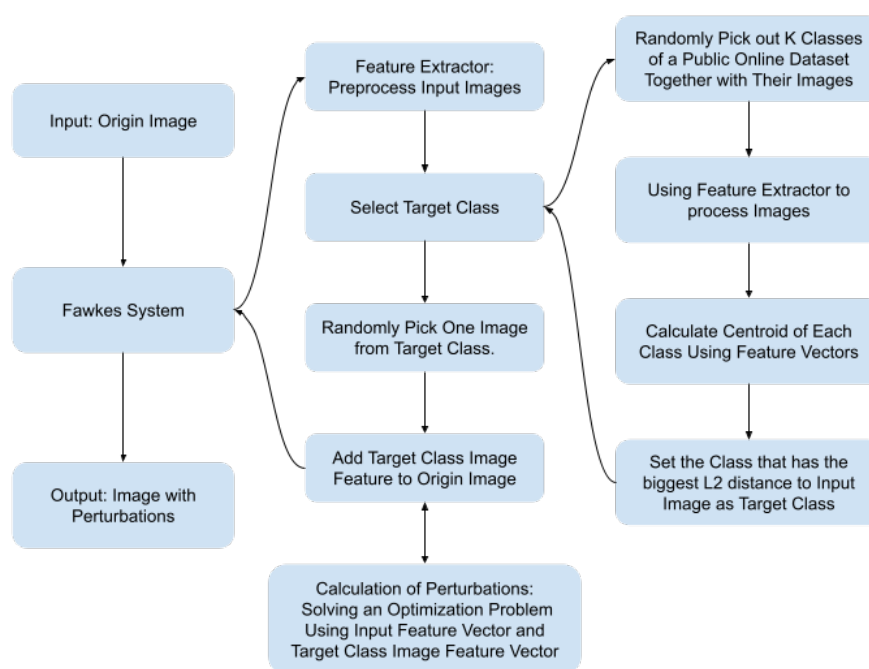 Input: Origin Image
Fawkes System
Output: Image with
Perturbations
Feature Extractor:
Preprocess Input Images
Select Target Class
Randomly Pick One Image
from Target Class.
Add Target Class Image
Feature to Origin Image
Calculation of Perturbations:
Solving an Optimization Problem
Using Input Feature Vector and
Target Class Image Feature Vector
Randomly Pick out K Classes
of a Public Online Dataset
Together with Their Images
Using Feature Extractor to
process Images
Calculate Centroid of Each
Class Using Feature Vectors
Set the Class that has the
biggest L2 distance to Input
Image as Target Class